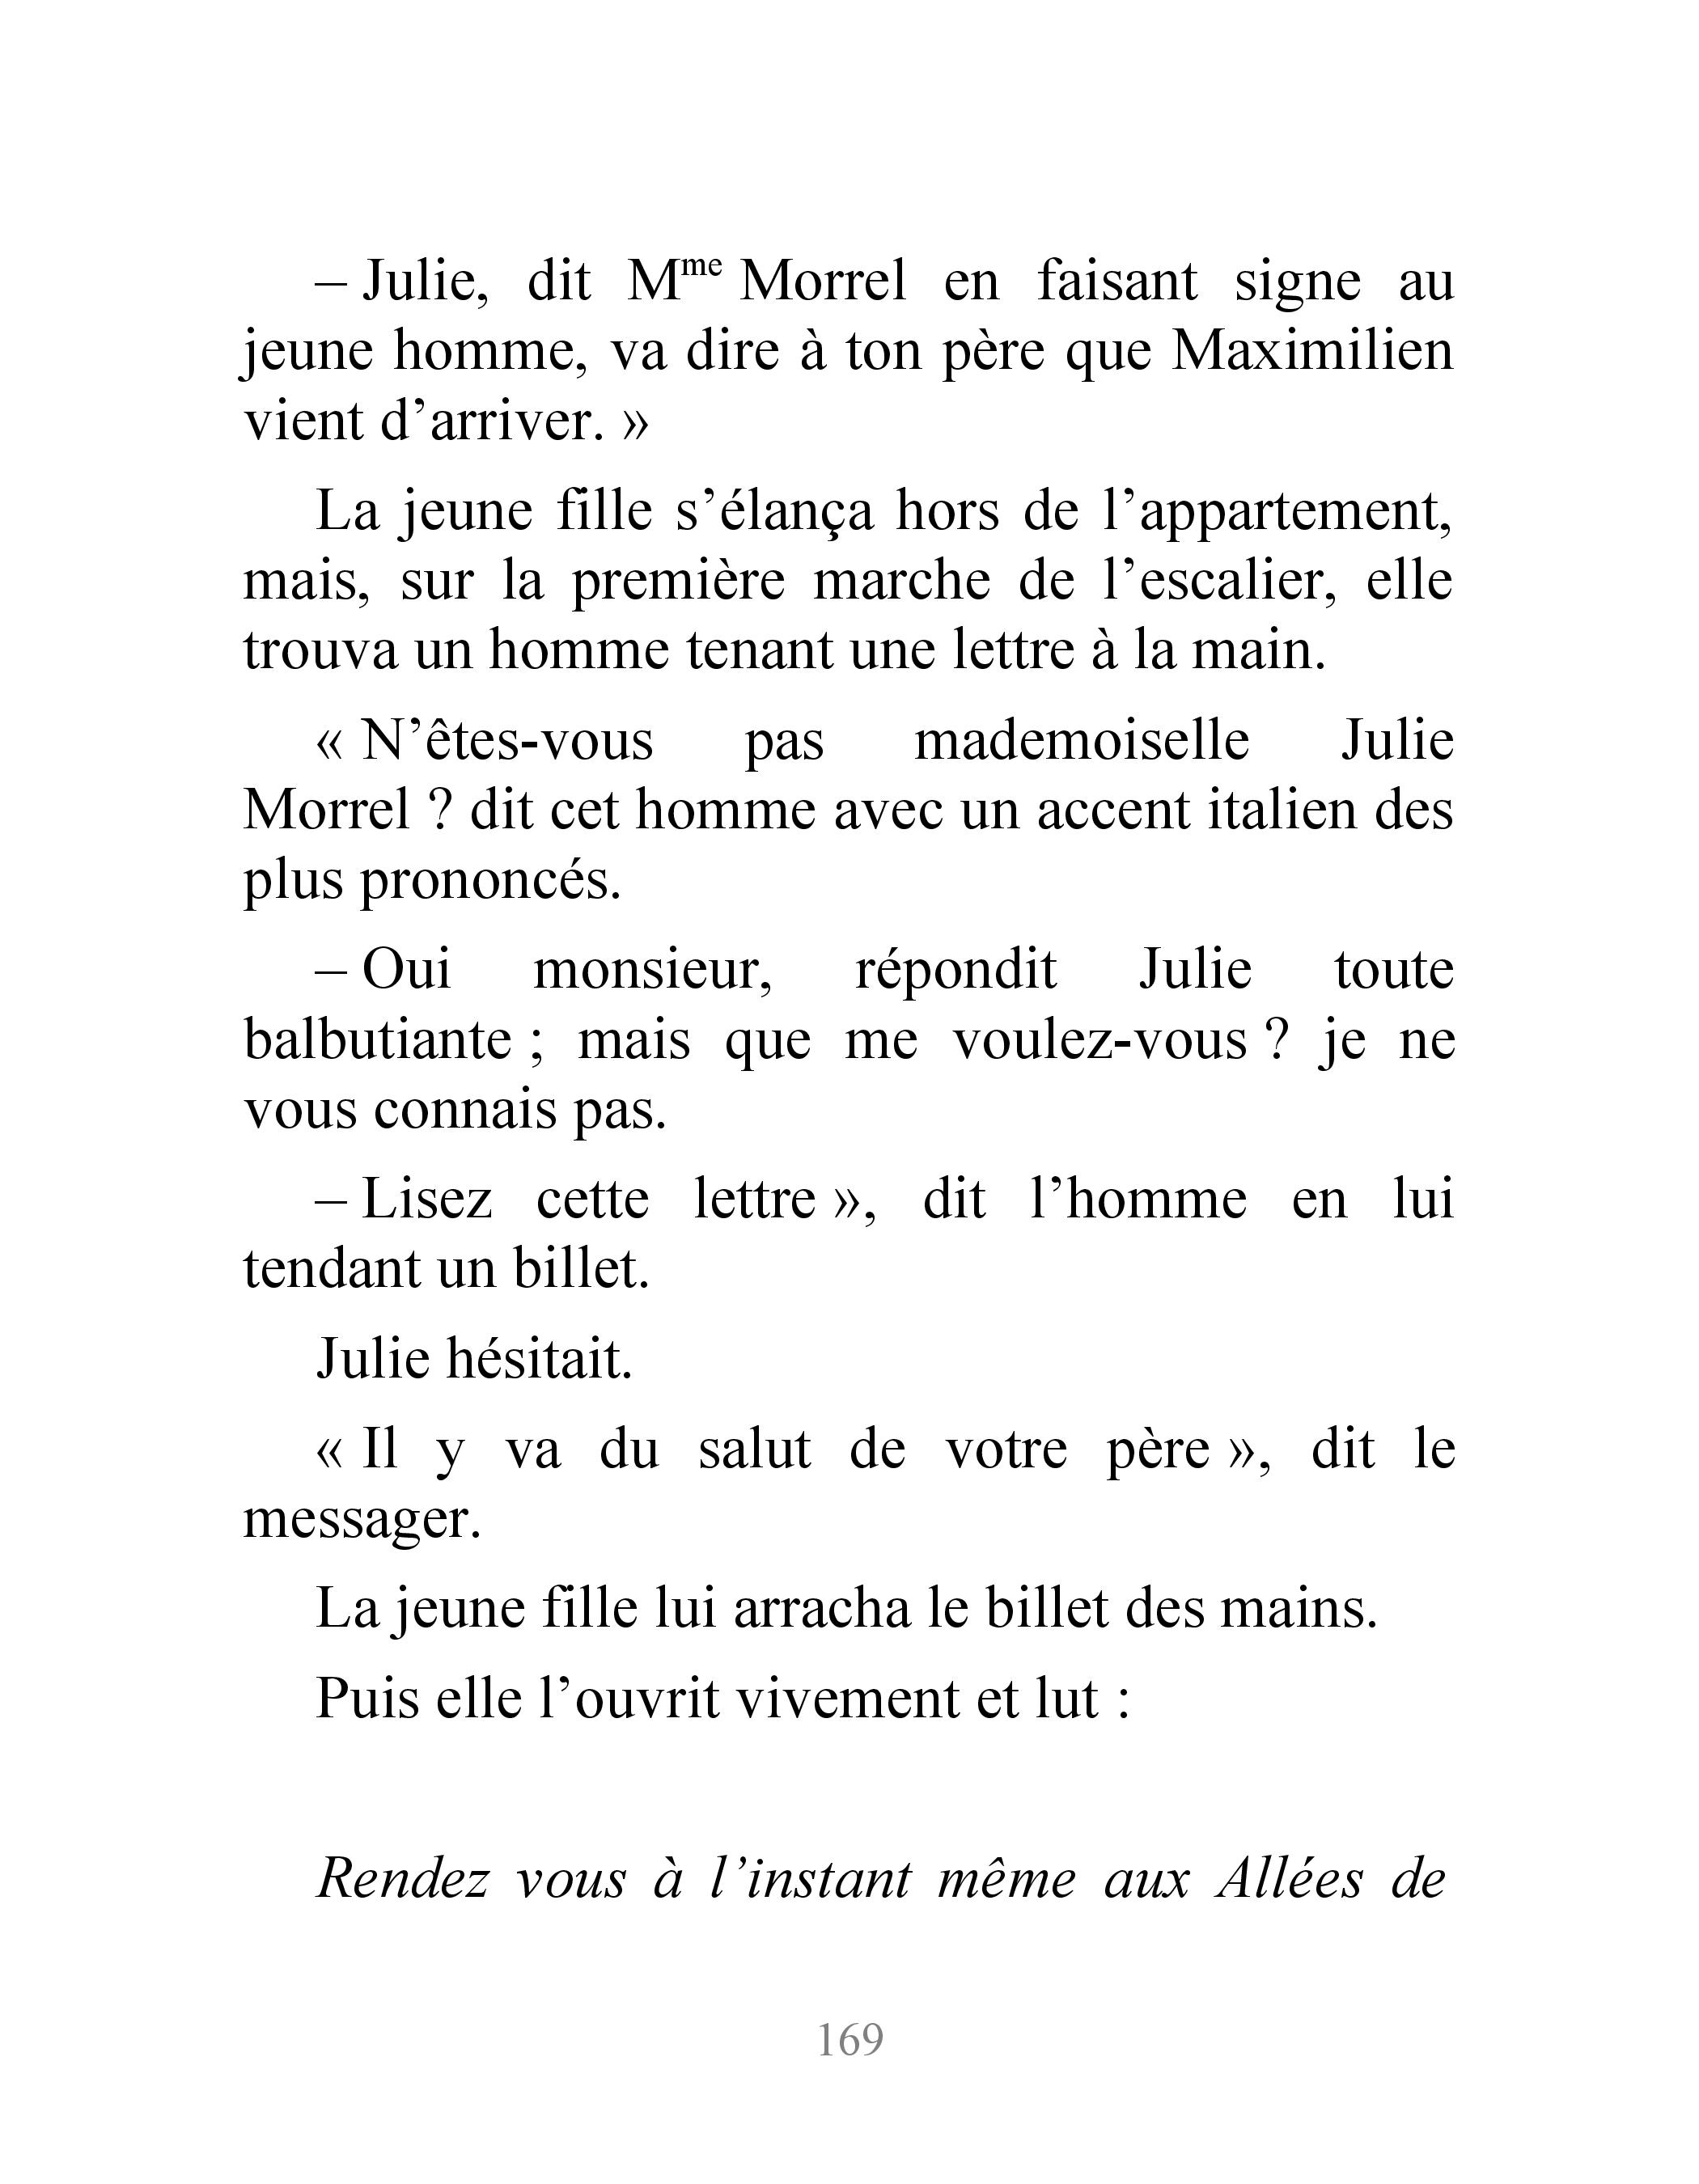 – Julie, dit Mme Morrel en faisant signe au
jeune homme, va dire à ton père que Maximilien
vient d’arriver. »
La jeune fille s’élança hors de l’appartement,
mais, sur la première marche de l’escalier, elle
trouva un homme tenant une lettre à la main.
« N’êtes-vous pas mademoiselle Julie
Morrel ? dit cet homme avec un accent italien des
plus prononcés.
– Oui monsieur, répondit Julie toute
balbutiante ; mais que me voulez-vous ? je ne
vous connais pas.
– Lisez cette lettre », dit l’homme en lui
tendant un billet.
Julie hésitait.
« Il y va du salut de votre père », dit le
messager.
La jeune fille lui arracha le billet des mains.
Puis elle l’ouvrit vivement et lut :
Rendez vous à l’instant même aux Allées de
169